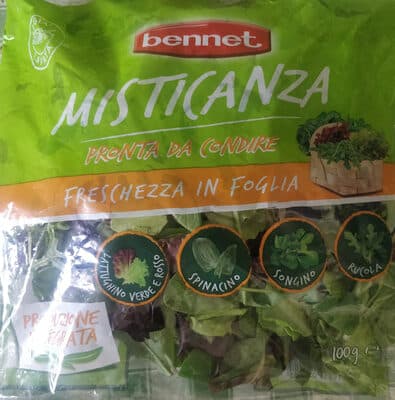 bennet
MISTICANZA
PRONTA DA CONDIRE
FRESCHEZZA IN FOGLIA
LATTUGHINO VERDE E ROSSO
SPINACINO
SONGINO
RUCOLA
PRODUZIONE
100g e